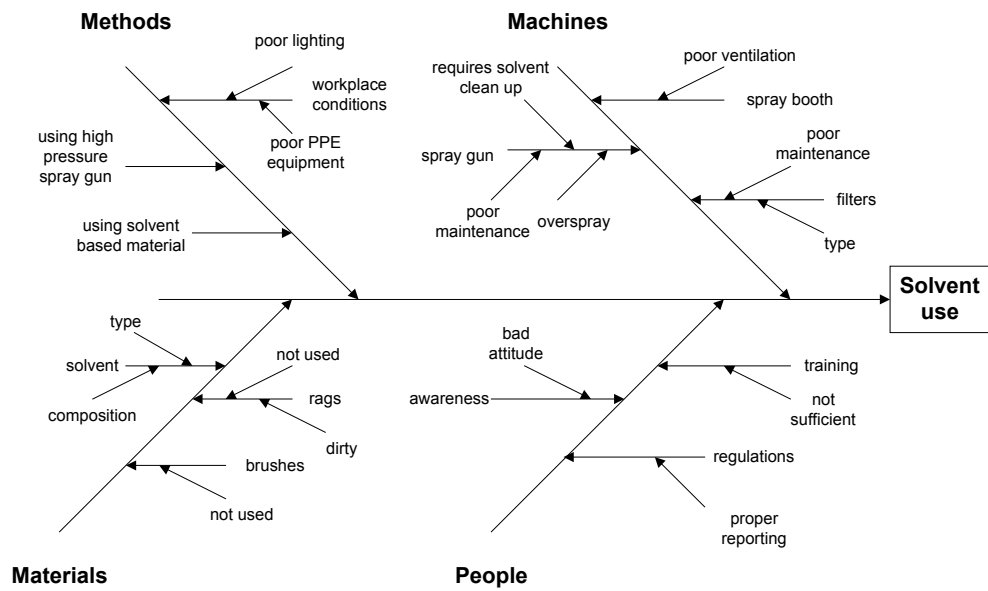 Methods
Machines
poor lighting
workplace
conditions
poor PPE
equipment
using high
pressure
spray gun
using solvent
based material
requires solvent
clean up
poor ventilation
spray booth
spray gun
poor
maintenance
overspray
poor
maintenance
filters
type
Solvent
use
type
solvent
composition
not used
rags
dirty
brushes
not used
bad
attitude
awareness
training
not
sufficient
regulations
proper
reporting
Materials
People